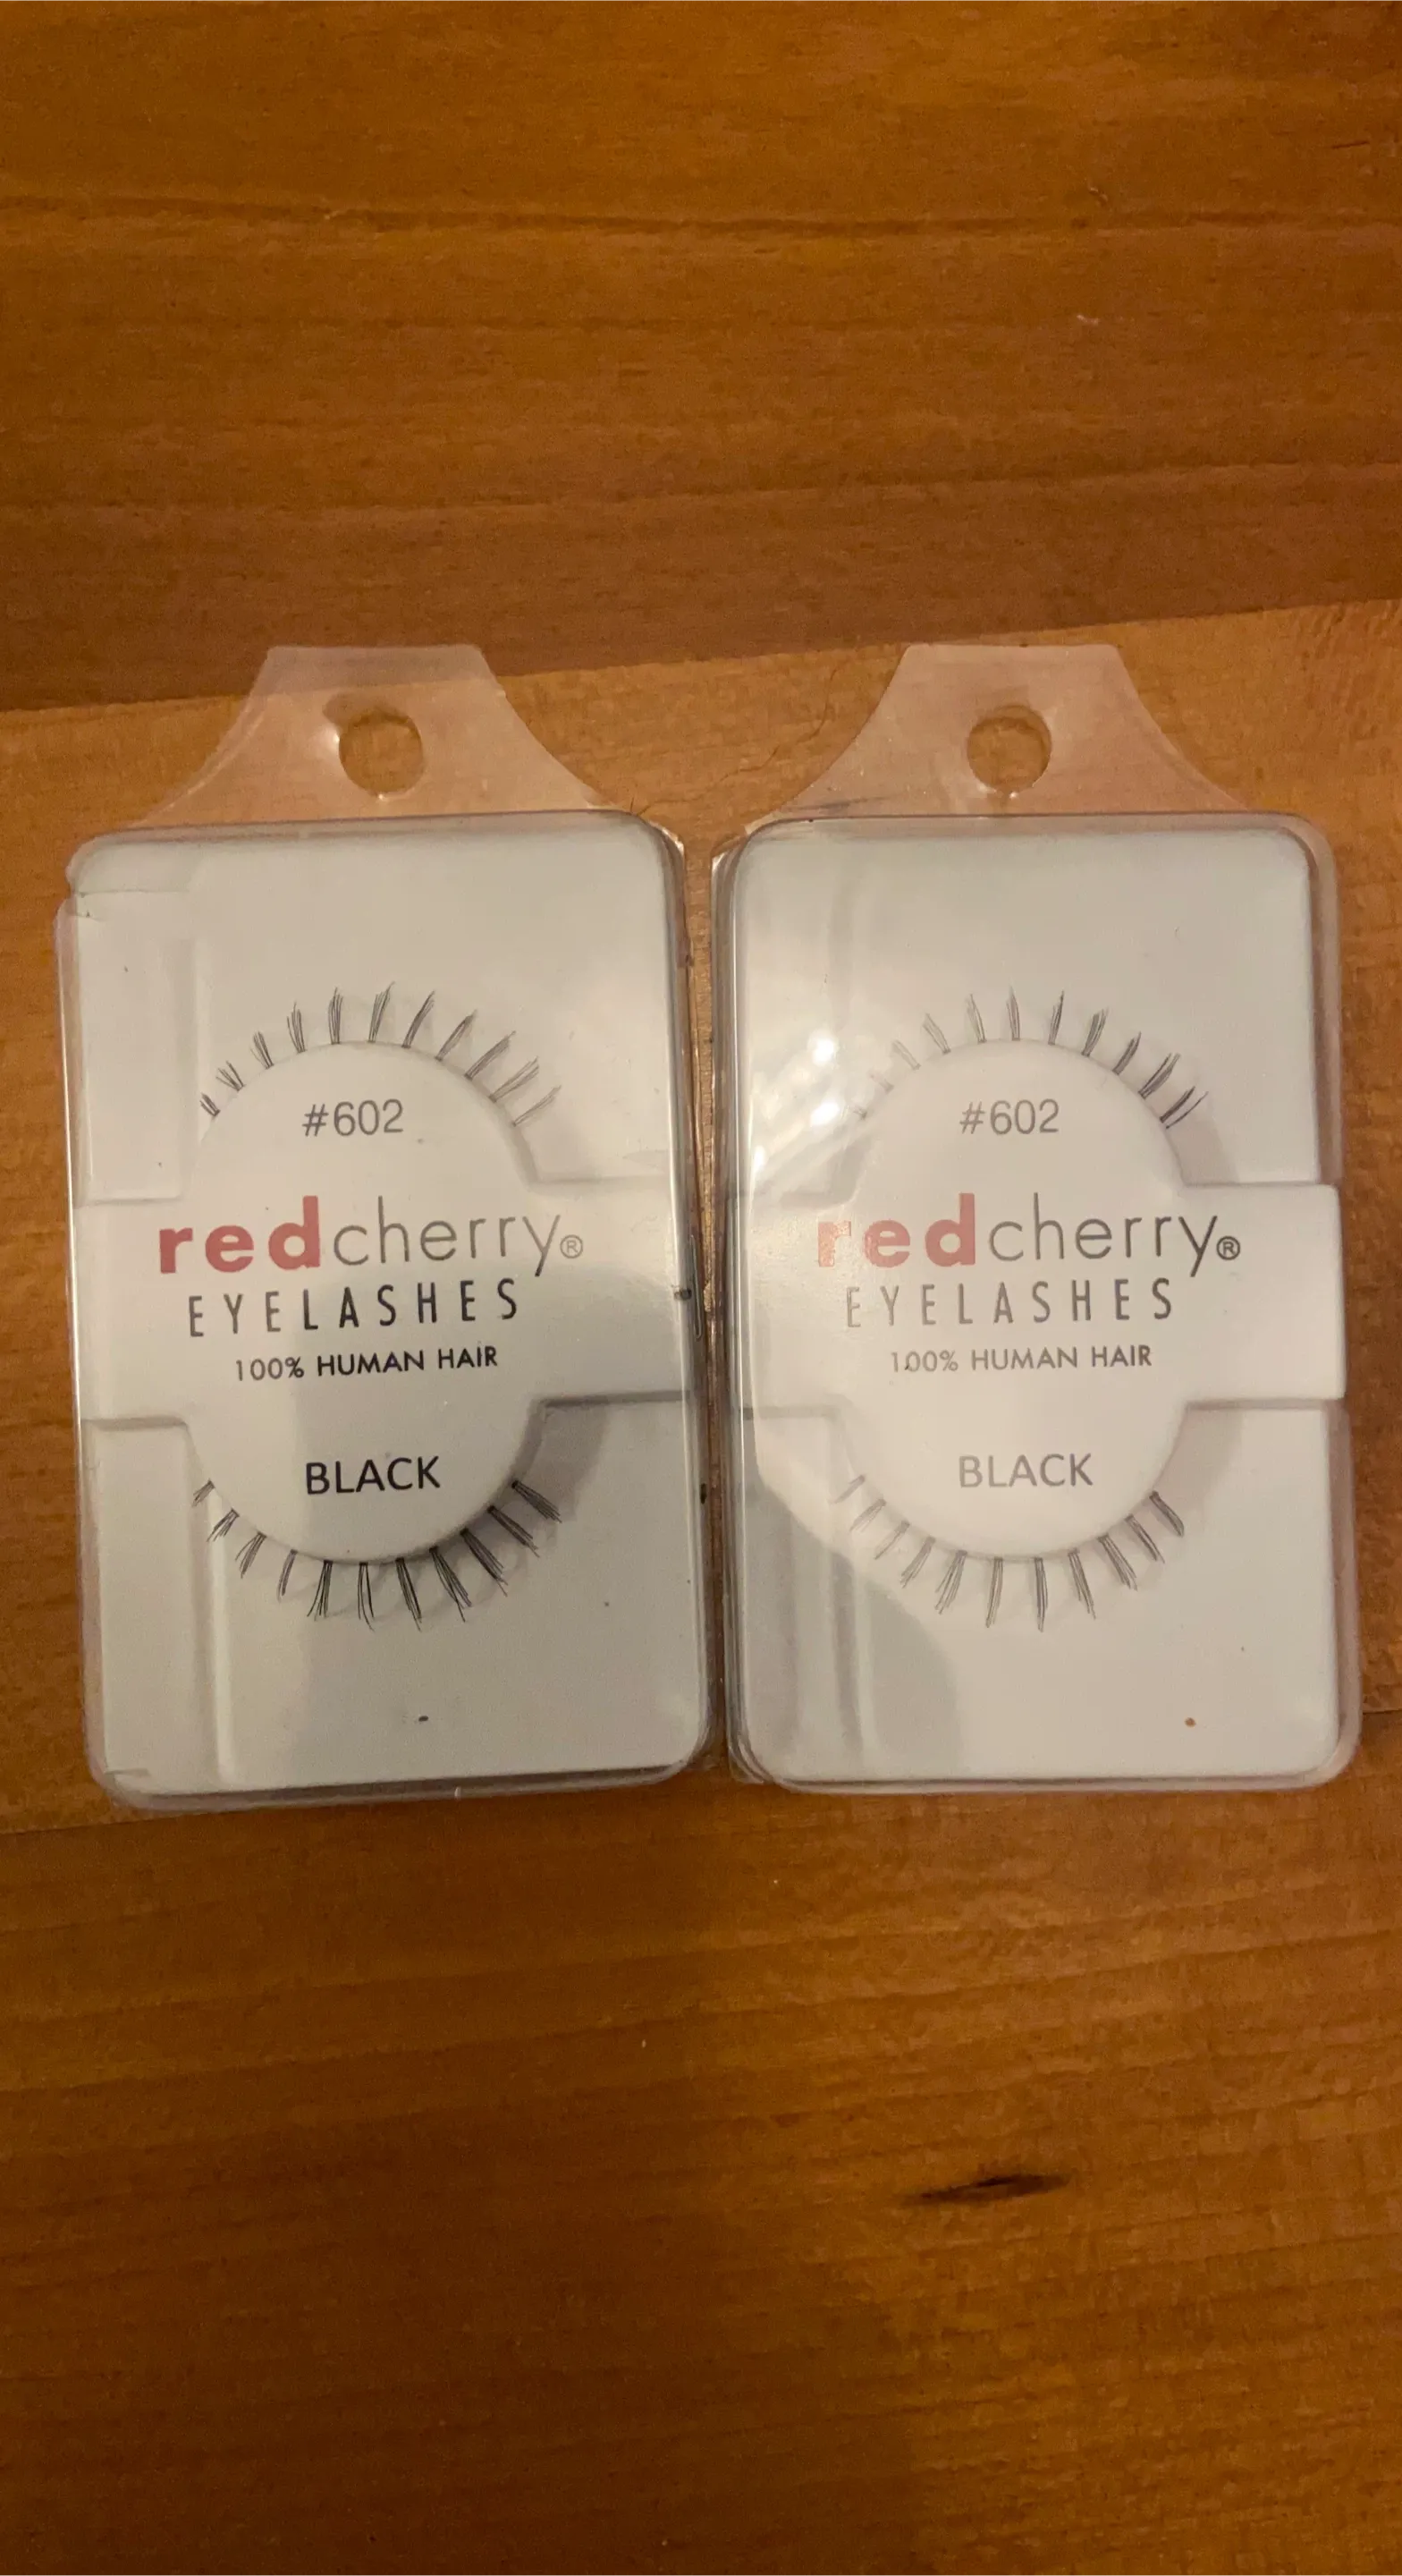 #602
redcherry®
EYELASHES
100% HUMAN HAIR
BLACK
#602
redcherry®
EYELASHES
100% HUMAN HAIR
BLACK